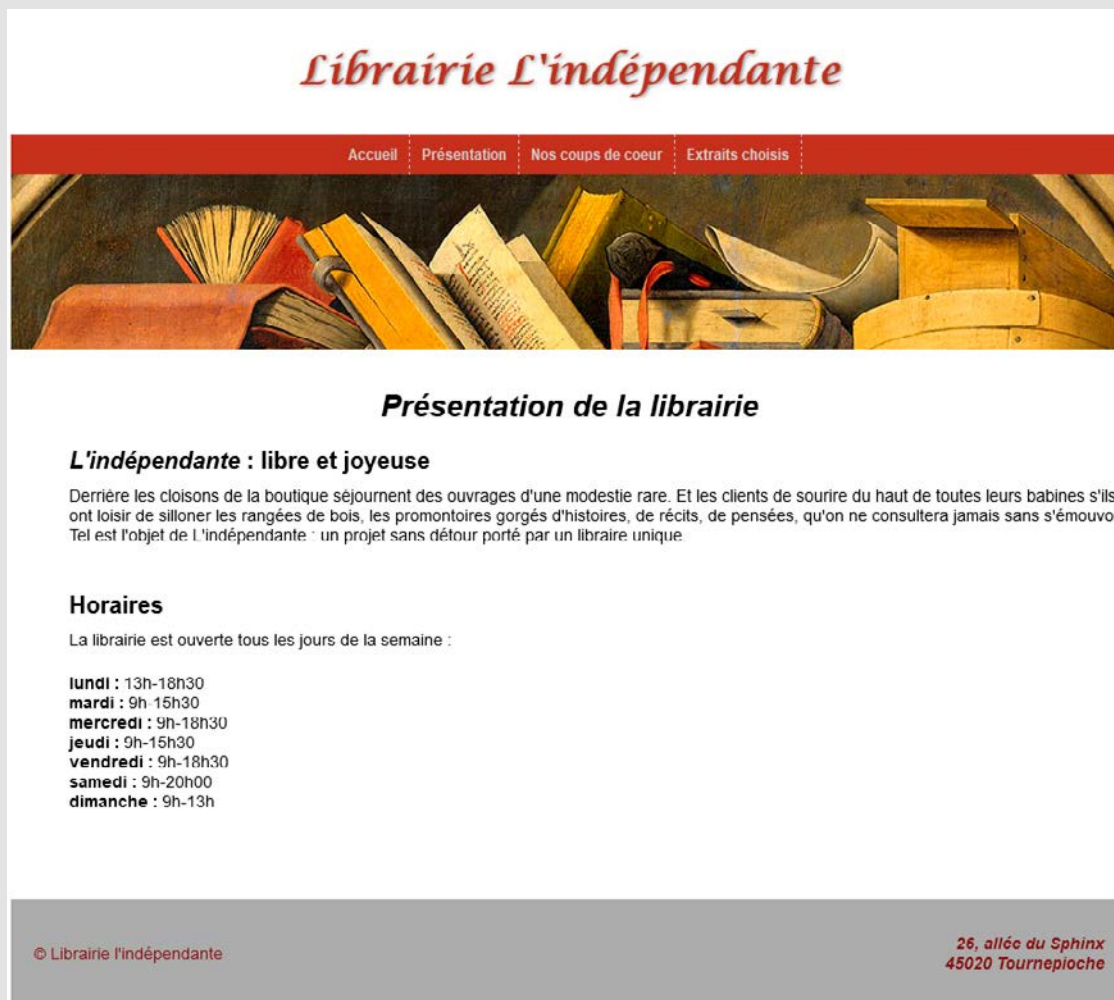 Librairie L'indépendante
Accueil
Présentation
Nos coups de coeur
Extraits choisis
Présentation de la librairie
L'indépendante : libre et joyeuse
Derrière les cloisons de la boutique séjournent des ouvrages d'une modestie rare. Et les clients de sourire du haut de toutes leurs babines s'ils
ont loisir de silloner les rangées de bois, les promontoires gorgés d'histoires, de récits, de pensées, qu'on ne consultera jamais sans s'émouvo
Tel est l'objet de L'indépendante : un projet sans détour porté par un libraire unique.
Horaires
La librairie est ouverte tous les jours de la semaine :
lundi : 13h-18h30
mardi : 9h-15h30
mercredi : 9h-18h30
jeudi : 9h-15h30
vendredi : 9h-18h30
samedi : 9h-20h00
dimanche : 9h-13h
© Librairie l'indépendante
26, allée du Sphinx
45020 Tournepioche